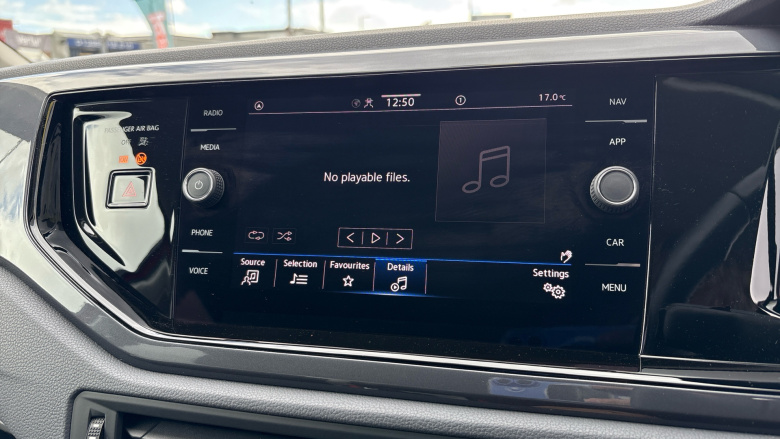 RADIO
MEDIA
PHONE
VOICE
PASSENGER AIR BAG
OFF
12:50
17.0°C
No playable files.
Source
Selection
Favourites
Details
Settings
NAV
APP
CAR
MENU